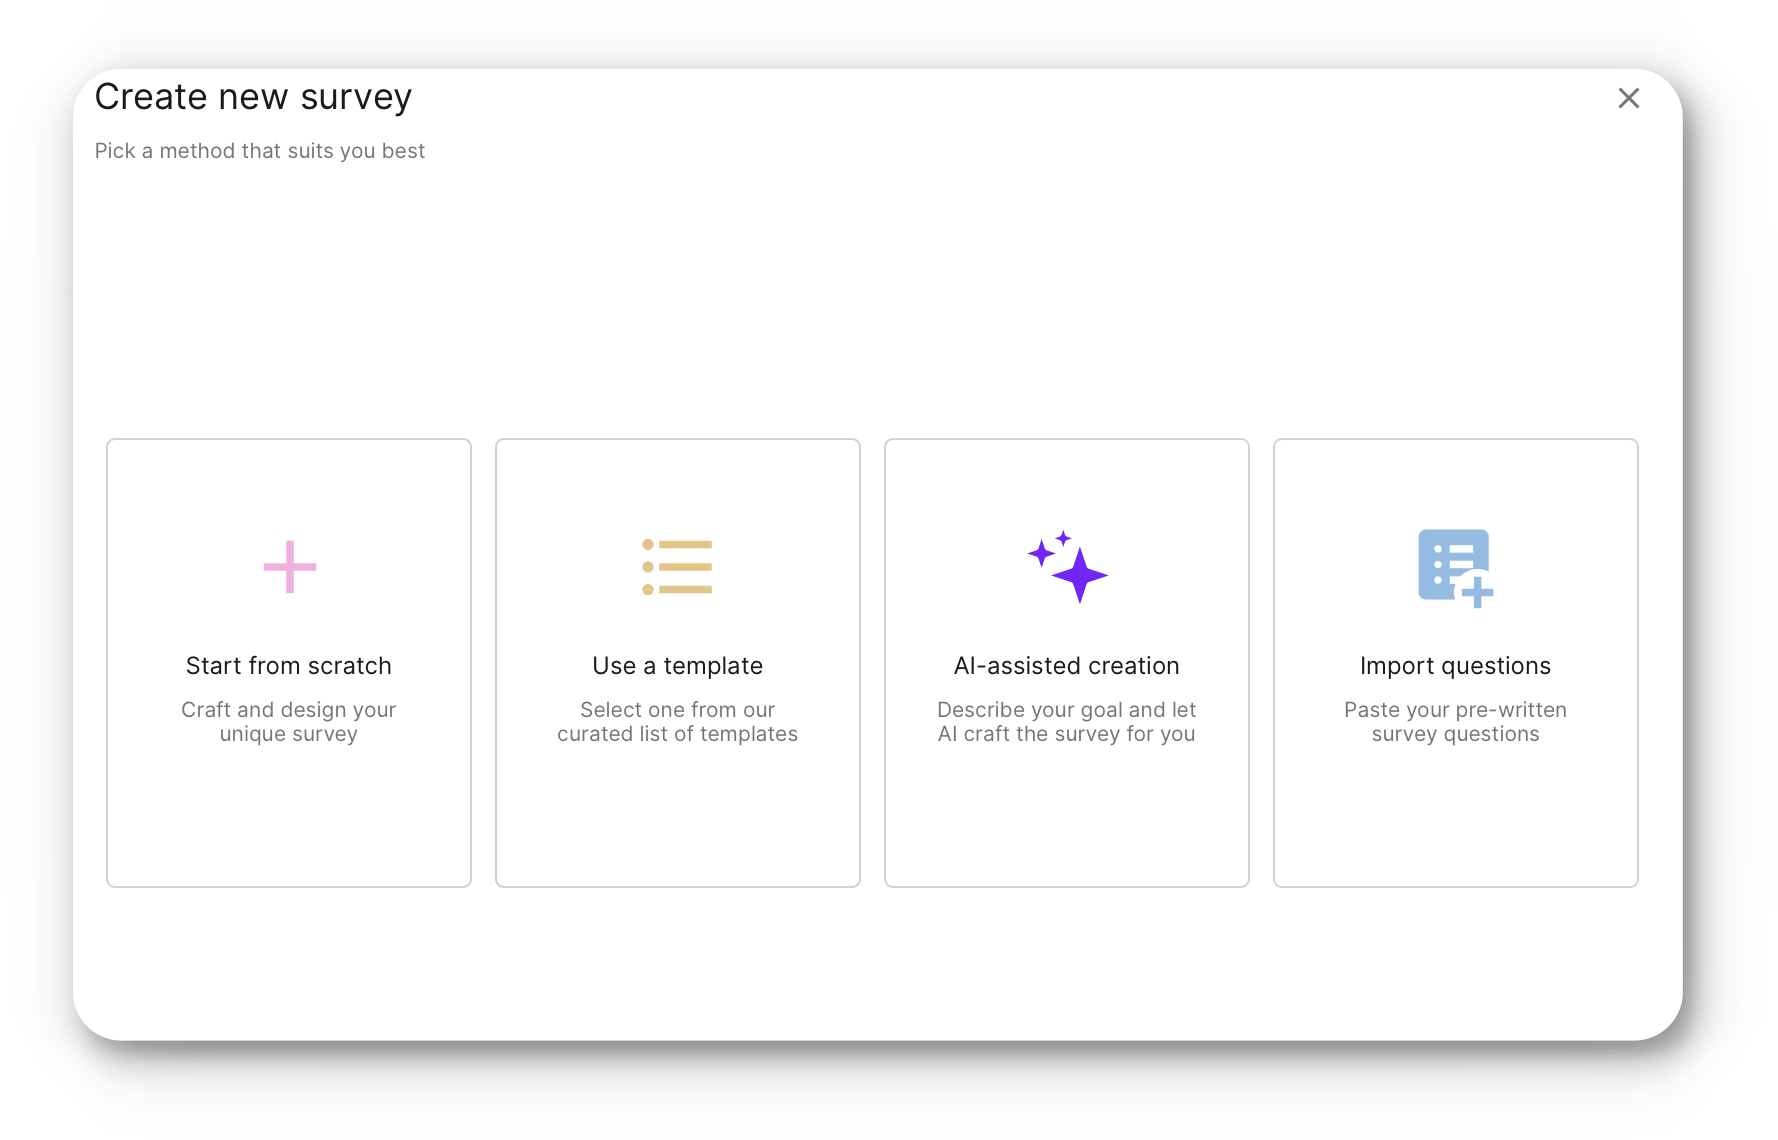 Create new survey
Pick a method that suits you best
Start from scratch
Craft and design your
unique survey
Use a template
Select one from our
curated list of templates
AI-assisted creation
Describe your goal and let
AI craft the survey for you
Import questions
Paste your pre-written
survey questions